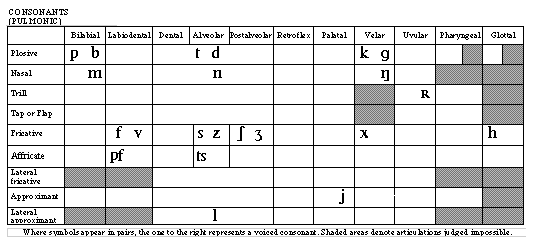 CONSONANTS
(PULMONIC)
Bilabial Labiodental Dental Alveolar Postalveolar Retroflex Palatal Velar Uvular Pharyngeal Glottal
Plosive p b t d k ɡ
Nasal m n ŋ
Trill ʀ
Tap or Flap
Fricative f v s z ʃ ʒ x h
Affricate pf ts
Lateral fricative
Approximant j
Lateral approximant l
Where symbols appear in pairs, the one to the right represents a voiced consonant. Shaded areas denote articulations judged impossible.